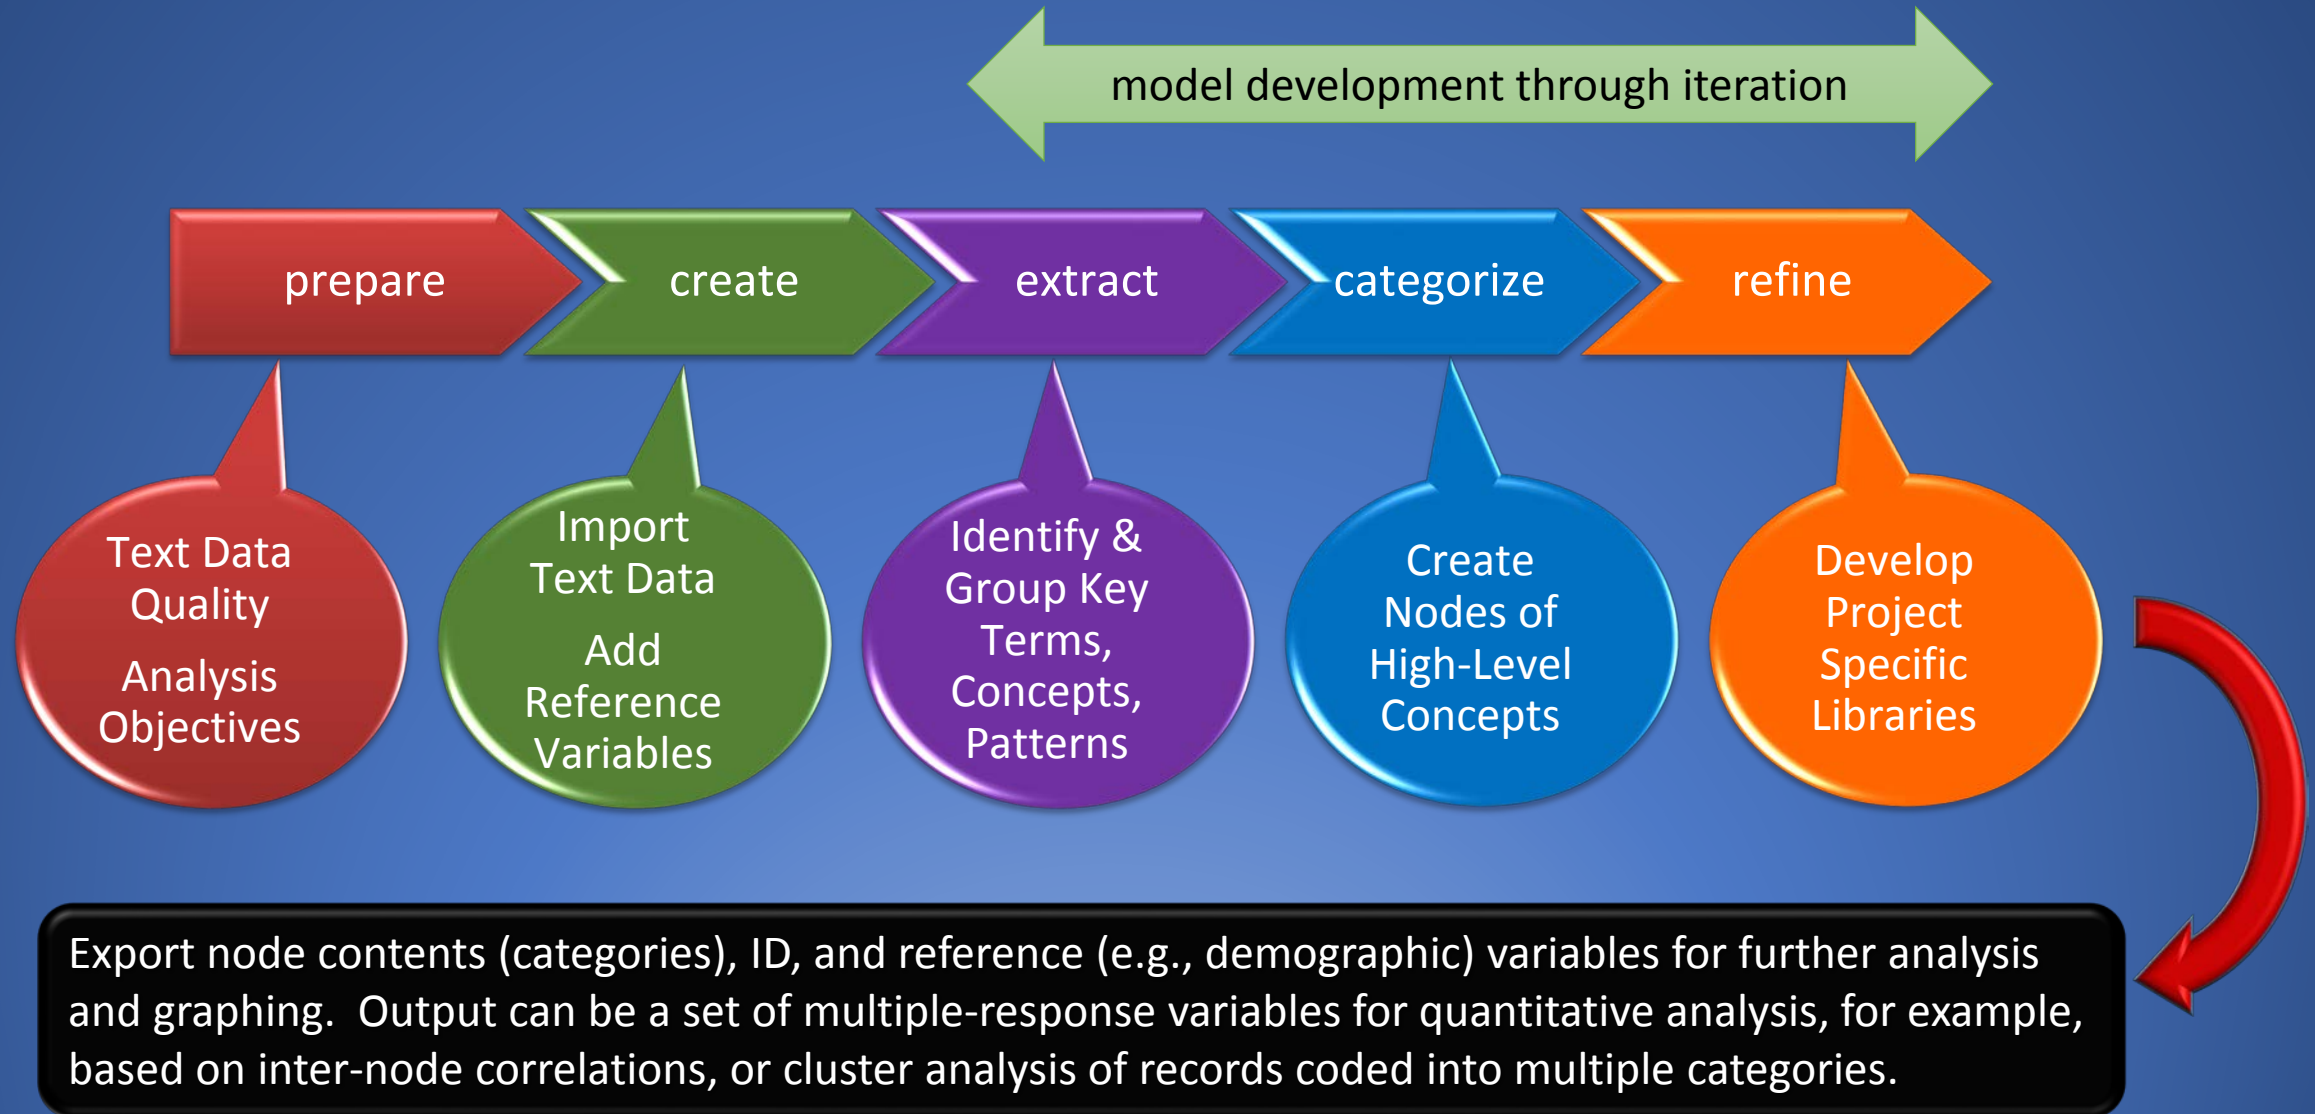 model development through iteration
prepare
create
extract
categorize
refine
Text Data
Quality
Analysis
Objectives
Import
Text Data
Add
Reference
Variables
Identify &
Group Key
Terms,
Concepts,
Patterns
Create
Nodes of
High-Level
Concepts
Develop
Project
Specific
Libraries
Export node contents (categories), ID, and reference (e.g., demographic) variables for further analysis
and graphing.  Output can be a set of multiple-response variables for quantitative analysis, for example,
based on inter-node correlations, or cluster analysis of records coded into multiple categories.